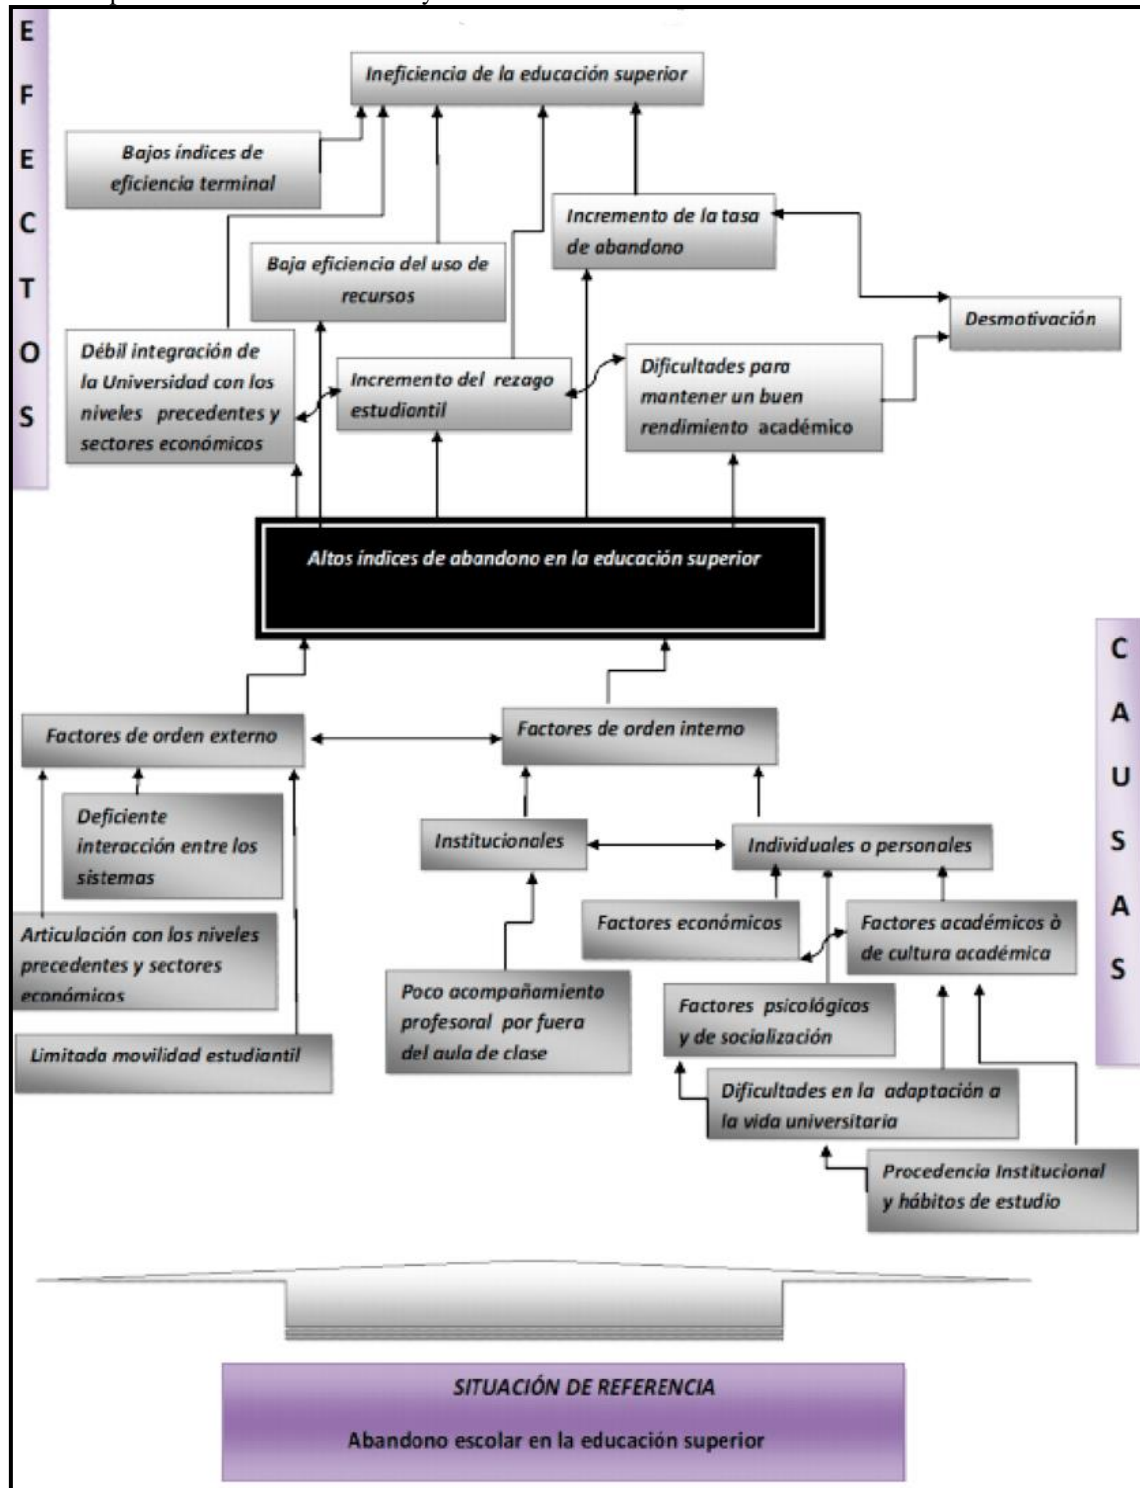 E
F
E
C
T
O
S
Ineficiencia de la educación superior
Bajos índices de
eficiencia terminal
Incremento de la tasa
de abandono
Baja eficiencia del uso de
recursos
Desmotivación
Débil integración de
la Universidad con los
niveles precedentes y
sectores económicos
Incremento del rezago
estudiantil
Dificultades para
mantener un buen
rendimiento académico
Altos índices de abandono en la educación superior
C
A
U
S
A
S
Factores de orden externo
Factores de orden interno
Deficiente
interacción entre los
sistemas
Institucionales
Individuales o personales
Articulación con los niveles
precedentes y sectores
económicos
Factores económicos
Factores académicos ò
de cultura académica
Poco acompañamiento
profesoral por fuera
del aula de clase
Factores psicológicos
y de socialización
Limitada movilidad estudiantil
Dificultades en la adaptación a
la vida universitaria
Procedencia Institucional
y hábitos de estudio
SITUACIÓN DE REFERENCIA
Abandono escolar en la educación superior